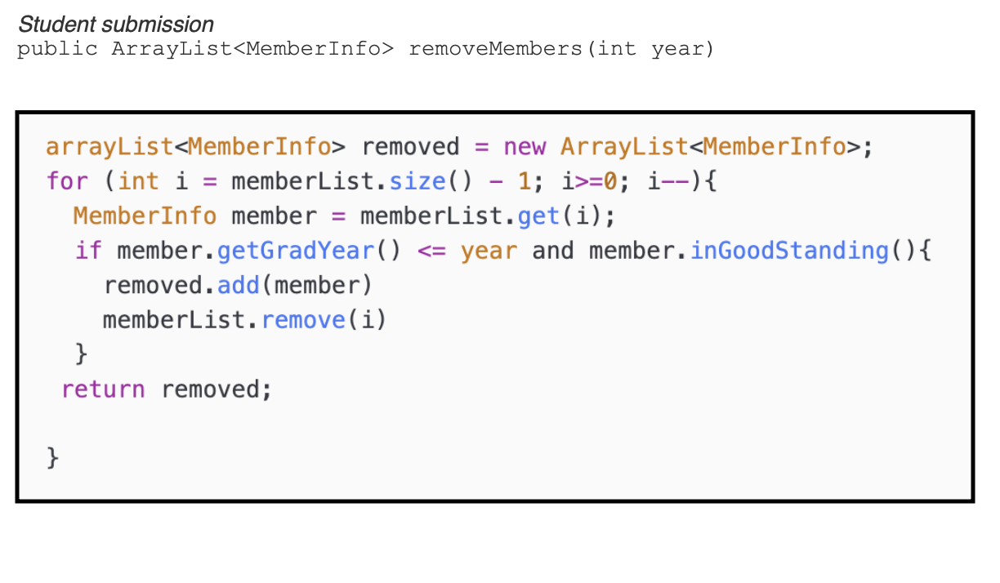 Student submission
public ArrayList<MemberInfo> removeMembers(int year)
arrayList<MemberInfo> removed = new ArrayList<MemberInfo>;
for (int i = memberList.size() - 1; i>=0; i--){
  MemberInfo member = memberList.get(i);
  if member.getGradYear() <= year and member.inGoodStanding(){
    removed.add(member)
    memberList.remove(i)
  }
 return removed;
}